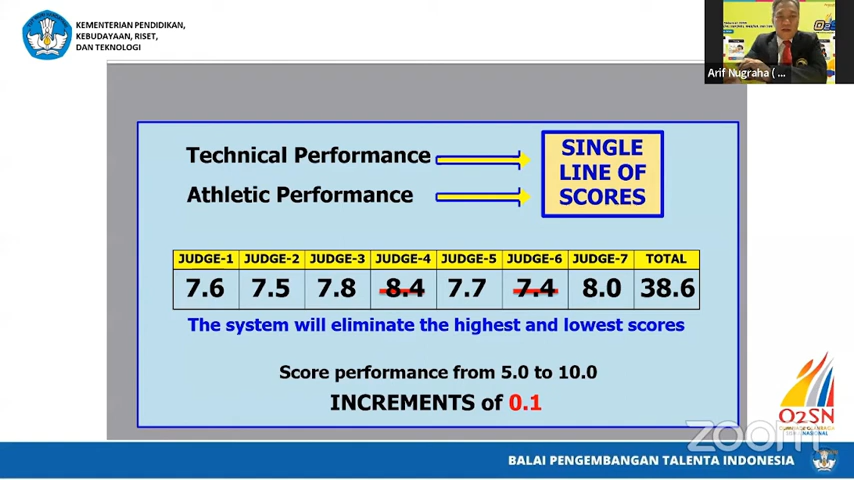 KEMENTERIAN PENDIDIKAN,
KEBUDAYAAN, RISET,
DAN TEKNOLOGI
Arif Nugraha ( ...
Technical Performance
Athletic Performance
SINGLE
LINE OF
SCORES
JUDGE-1 JUDGE-2 JUDGE-3 JUDGE-4 JUDGE-5 JUDGE-6 JUDGE-7 TOTAL
7.6 7.5 7.8 8.4 7.7 7.4 8.0 38.6
The system will eliminate the highest and lowest scores
Score performance from 5.0 to 10.0
INCREMENTS of 0.1
O2SN
zoom
BALAI PENGEMBANGAN TALENTA INDONESIA